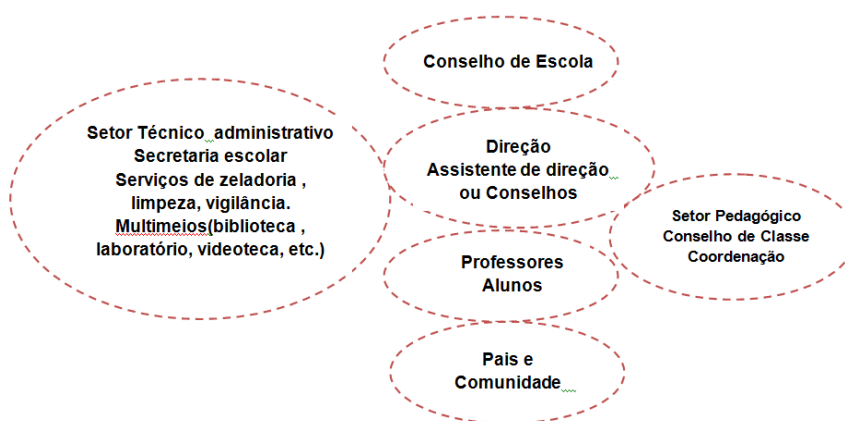 Conselho de Escola
Setor Técnico administrativo
Secretaria escolar
Serviços de zeladoria ,
limpeza, vigilância.
Multimeios(biblioteca ,
laboratório, videoteca, etc.)
Direção
Assistente de direção
ou Conselhos
Setor Pedagógico
Conselho de Classe
Coordenação
Professores
Alunos
Pais e
Comunidade